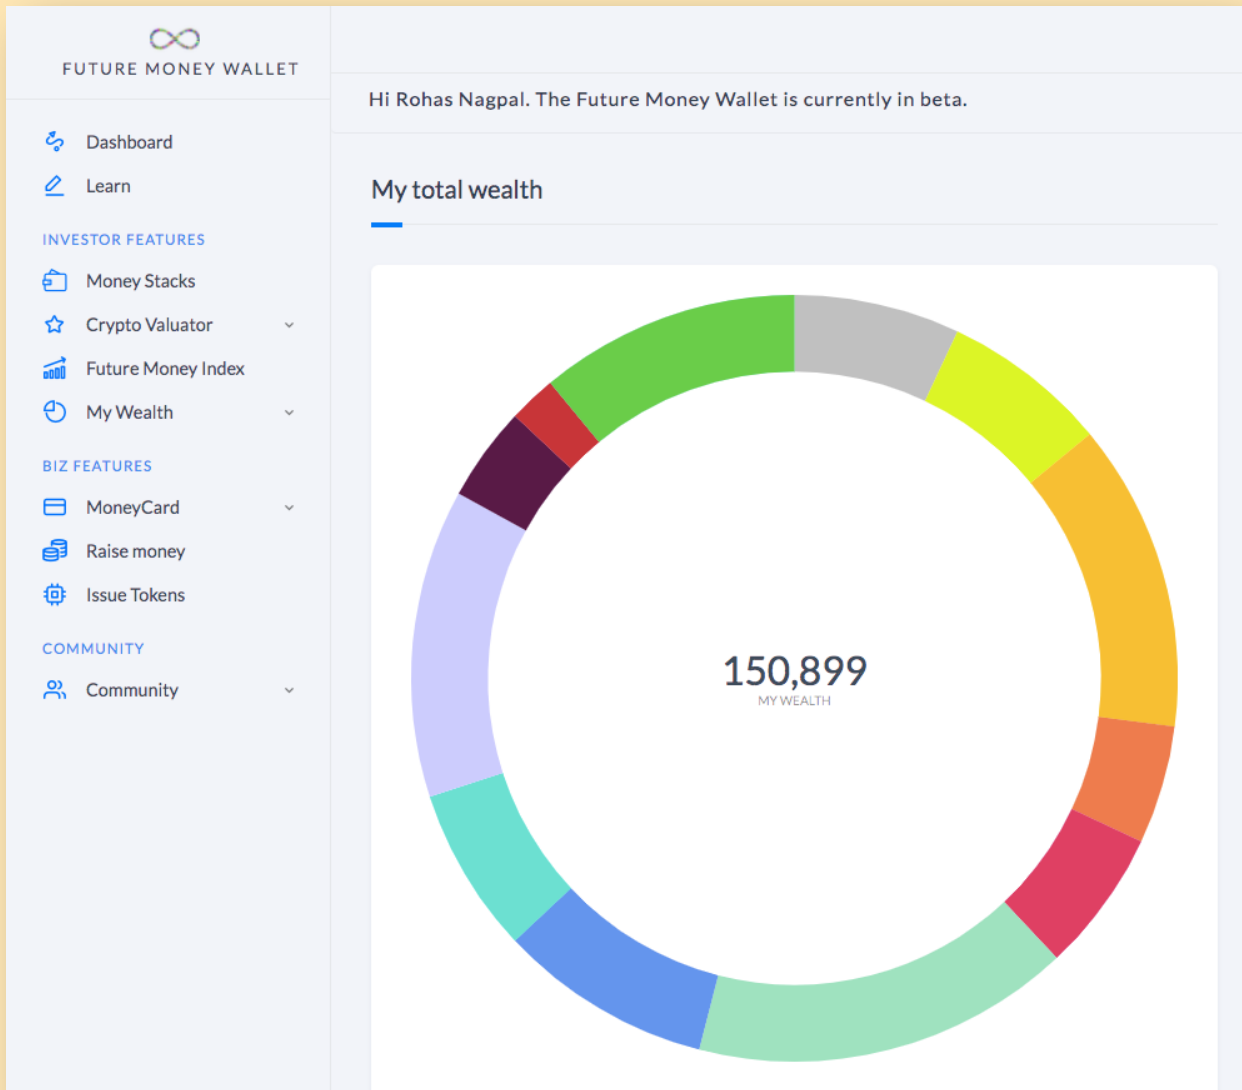 FUTURE MONEY WALLET
Hi Rohas Nagpal. The Future Money Wallet is currently in beta.
Dashboard
Learn
INVESTOR FEATURES
Money Stacks
Crypto Valuator
Future Money Index
My Wealth
BIZ FEATURES
MoneyCard
Raise money
Issue Tokens
COMMUNITY
Community
My total wealth
150,899
MY WEALTH